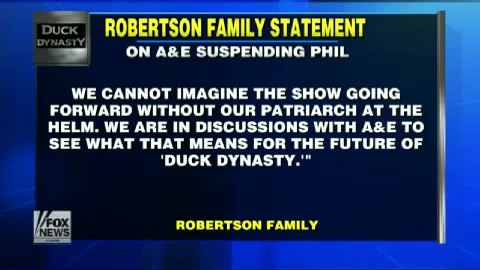 DUCK
DYNASTY
ROBERTSON FAMILY STATEMENT
ON A&E SUSPENDING PHIL
WE CANNOT IMAGINE THE SHOW GOING
FORWARD WITHOUT OUR PATRIARCH AT THE
HELM. WE ARE IN DISCUSSIONS WITH A&E TO
SEE WHAT THAT MEANS FOR THE FUTURE OF
'DUCK DYNASTY.'"
ROBERTSON FAMILY
FOX
NEWS